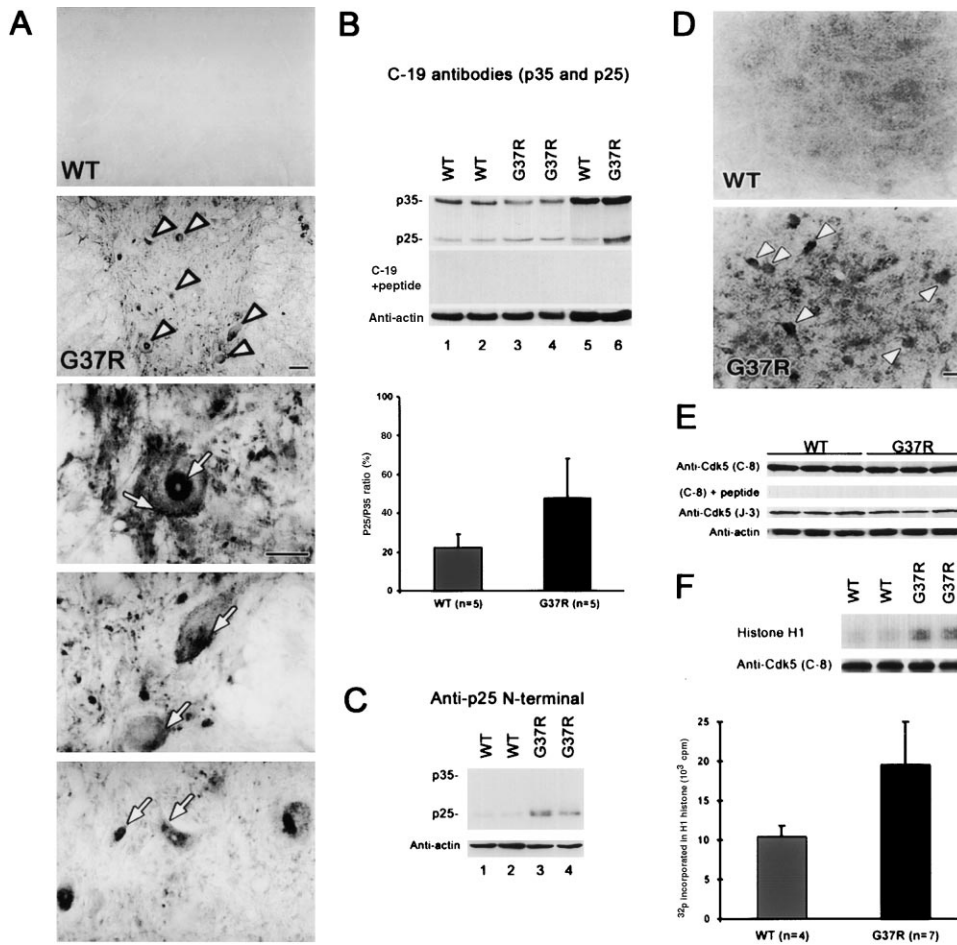 A
WT
G37R
B
C-19 antibodies (p35 and p25)
WT WT G37R G37R WT G37R
p35-
p25-
C-19
+peptide
Anti-actin
1 2 3 4 5 6
P25/P35 ratio (%)
100
80
60
40
20
0
WT (n=5) G37R (n=5)
C
Anti-p25 N-terminal
WT WT G37R G37R
p35-
p25-
Anti-actin
1 2 3 4
D
WT
G37R
E
WT G37R
Anti-Cdk5 (C-8)
(C-8) + peptide
Anti-Cdk5 (J-3)
Anti-actin
F
WT WT G37R G37R
Histone H1
Anti-Cdk5 (C-8)
32p incorporated in H1 histone (10³ cpm)
25
20
15
10
5
0
WT (n=4) G37R (n=7)